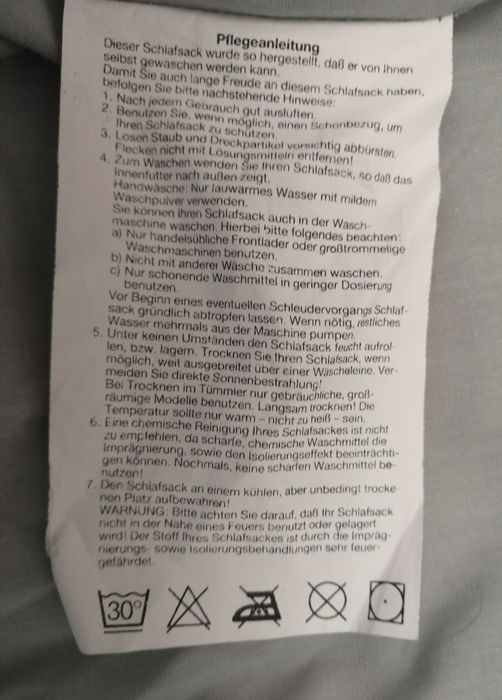 Pflegeanleitung
Dieser Schlafsack wurde so hergestellt, daß er von Ihnen
selbst gewaschen werden kann.
Damit Sie auch lange Freude an diesem Schlafsack haben,
befolgen Sie bitte nachstehende Hinweise:
1. Nach jedem Gebrauch gut auslüften.
2. Benutzen Sie, wenn möglich, einen Schonbezug, um
Ihren Schlafsack zu schützen.
3. Losen Staub und Dreckpartikel vorsichtig abbürsten.
Flecken nicht mit Lösungsmitteln entfernen!
4. Zum Waschen wenden Sie Ihren Schlafsack, so daß das
Innenfutter nach außen zeigt.
Handwäsche: Nur lauwarmes Wasser mit mildem
Waschpulver verwenden.
Sie können Ihren Schlafsack auch in der Wasch-
maschine waschen. Hierbei bitte folgendes beachten:
a) Nur handelsübliche Frontlader oder großtrommelige
Waschmaschinen benutzen.
b) Nicht mit anderer Wäsche zusammen waschen.
c) Nur schonende Waschmittel in geringer Dosierung
benutzen.
Vor Beginn eines eventuellen Schleudervorgangs Schlaf-
sack gründlich abtropfen lassen. Wenn nötig, restliches
Wasser mehrmals aus der Maschine pumpen.
5. Unter keinen Umständen den Schlafsack feucht aufrol-
len, bzw. lagern. Trocknen Sie Ihren Schlafsack, wenn
möglich, weit ausgebreitet über einer Wäscheleine. Ver-
meiden Sie direkte Sonnenbestrahlung!
Bei Trocknen im Tümmler nur gebräuchliche, groß-
räumige Modelle benutzen. Langsam trocknen! Die
Temperatur sollte nur warm – nicht zu heiß – sein.
6. Eine chemische Reinigung Ihres Schlafsackes ist nicht
zu empfehlen, da scharfe, chemische Waschmittel die
Imprägnierung, sowie den Isolierungseffekt beeinträchti-
gen können. Nochmals, keine scharfen Waschmittel be-
nutzen!
7. Den Schlafsack an einem kühlen, aber unbedingt trocke-
nen Platz aufbewahren!
WARNUNG: Bitte achten Sie darauf, daß Ihr Schlafsack
nicht in der Nähe eines Feuers benutzt oder gelagert
wird! Der Stoff Ihres Schlafsackes ist durch die Impräg-
nierungs- sowie Isolierungsbehandlungen sehr feuer-
gefährdet.
30°